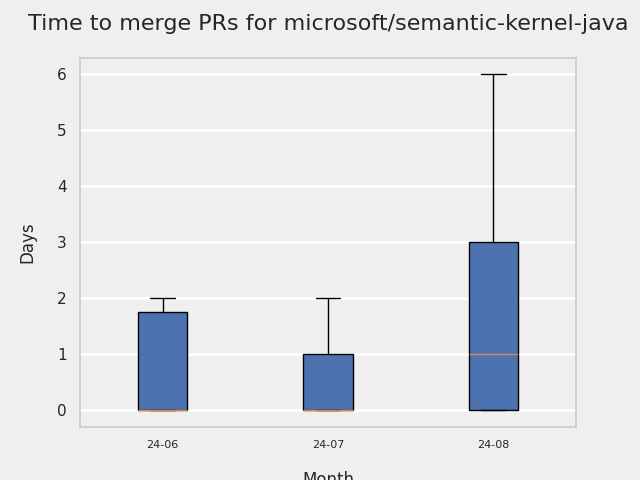 Time to merge PRs for microsoft/semantic-kernel-java
6
5
4
3
2
1
0
Days
24-06 24-07 24-08
Month